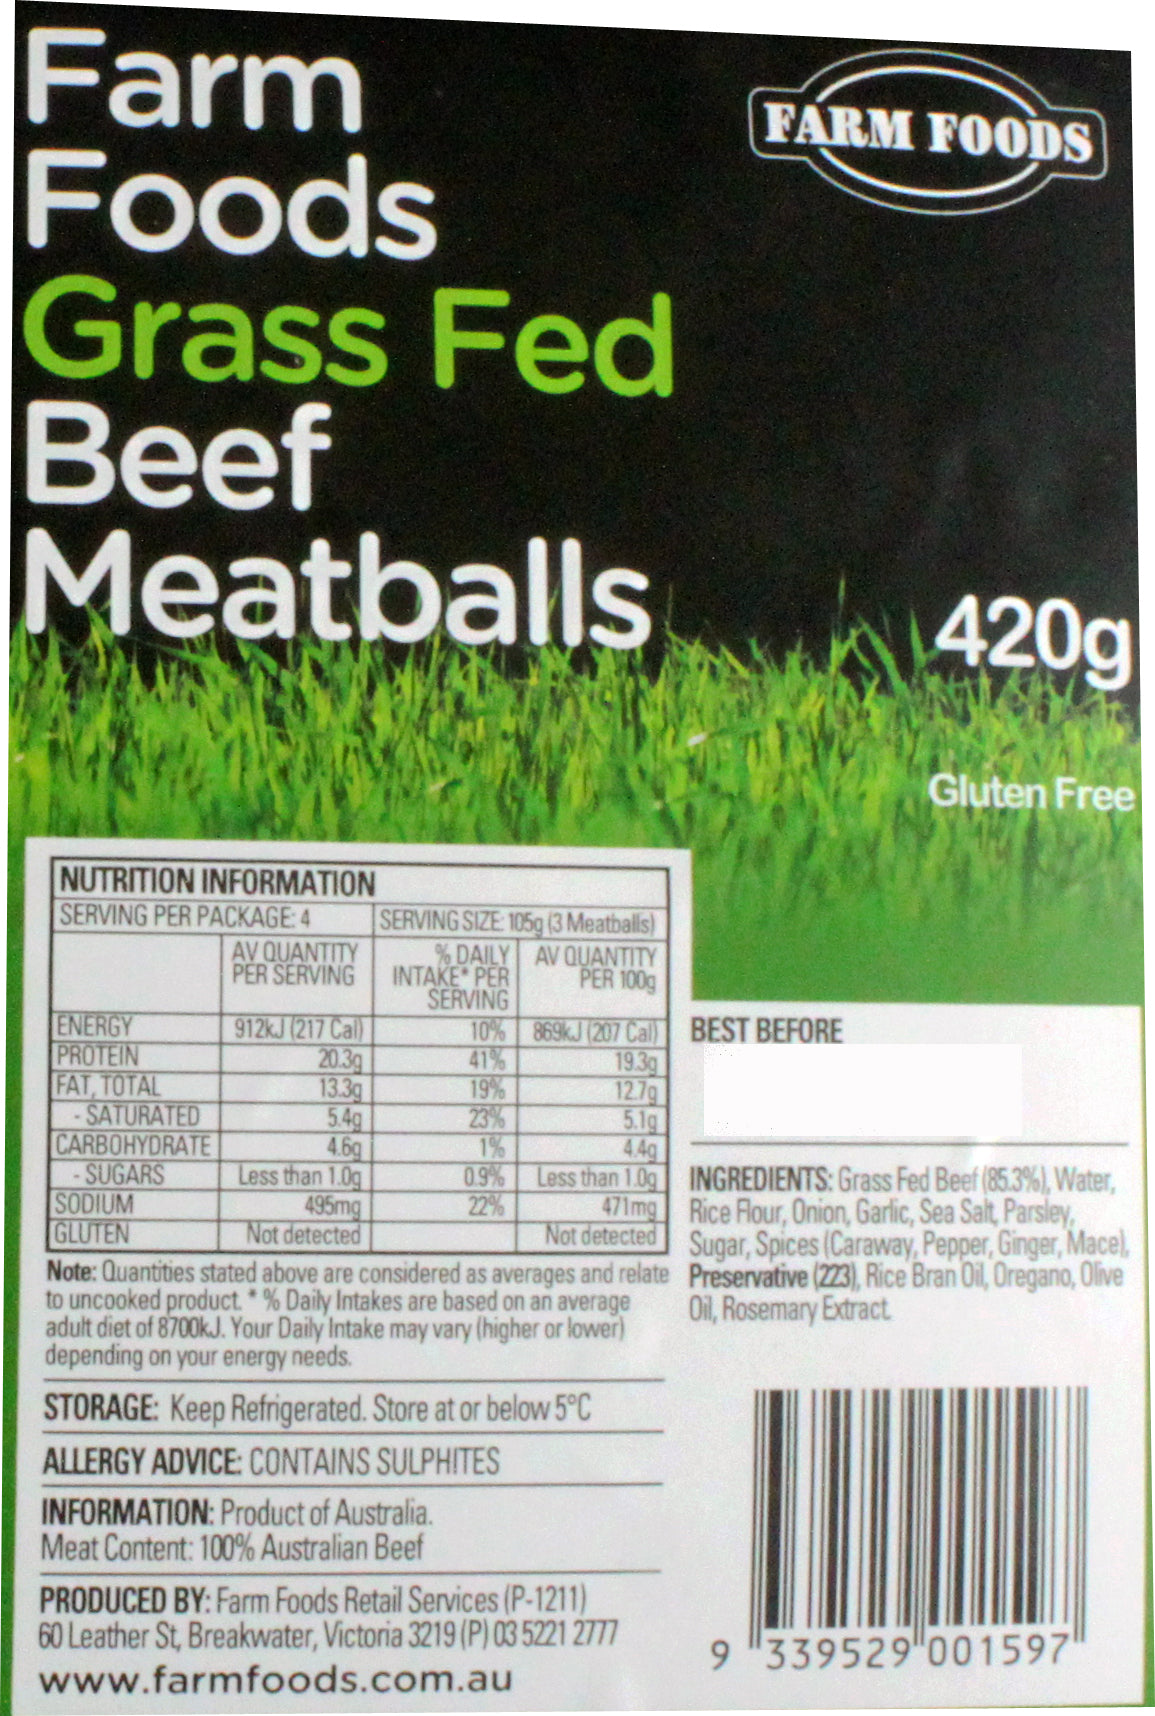 Farm
Foods
Grass Fed
Beef
Meatballs
FARM FOODS
420g
Gluten Free
NUTRITION INFORMATION
SERVING PER PACKAGE: 4 SERVING SIZE: 105g (3 Meatballs)
AV QUANTITY PER SERVING % DAILY INTAKE* PER SERVING AV QUANTITY PER 100g
ENERGY 912kJ (217 Cal) 10% 869kJ (207 Cal)
PROTEIN 20.3g 41% 19.3g
FAT, TOTAL 13.3g 19% 12.7g
- SATURATED 5.4g 23% 5.1g
CARBOHYDRATE 4.6g 1% 4.4g
- SUGARS Less than 1.0g 0.9% Less than 1.0g
SODIUM 495mg 22% 471mg
GLUTEN Not detected Not detected
Note: Quantities stated above are considered as averages and relate
to uncooked product. * % Daily Intakes are based on an average
adult diet of 8700kJ. Your Daily Intake may vary (higher or lower)
depending on your energy needs.
STORAGE: Keep Refrigerated. Store at or below 5°C
ALLERGY ADVICE: CONTAINS SULPHITES
INFORMATION: Product of Australia.
Meat Content: 100% Australian Beef
PRODUCED BY: Farm Foods Retail Services (P-1211)
60 Leather St, Breakwater, Victoria 3219 (P) 03 5221 2777
www.farmfoods.com.au
BEST BEFORE
INGREDIENTS: Grass Fed Beef (85.3%), Water,
Rice Flour, Onion, Garlic, Sea Salt, Parsley,
Sugar, Spices (Caraway, Pepper, Ginger, Mace),
Preservative (223), Rice Bran Oil, Oregano, Olive
Oil, Rosemary Extract.
9 339529 001597